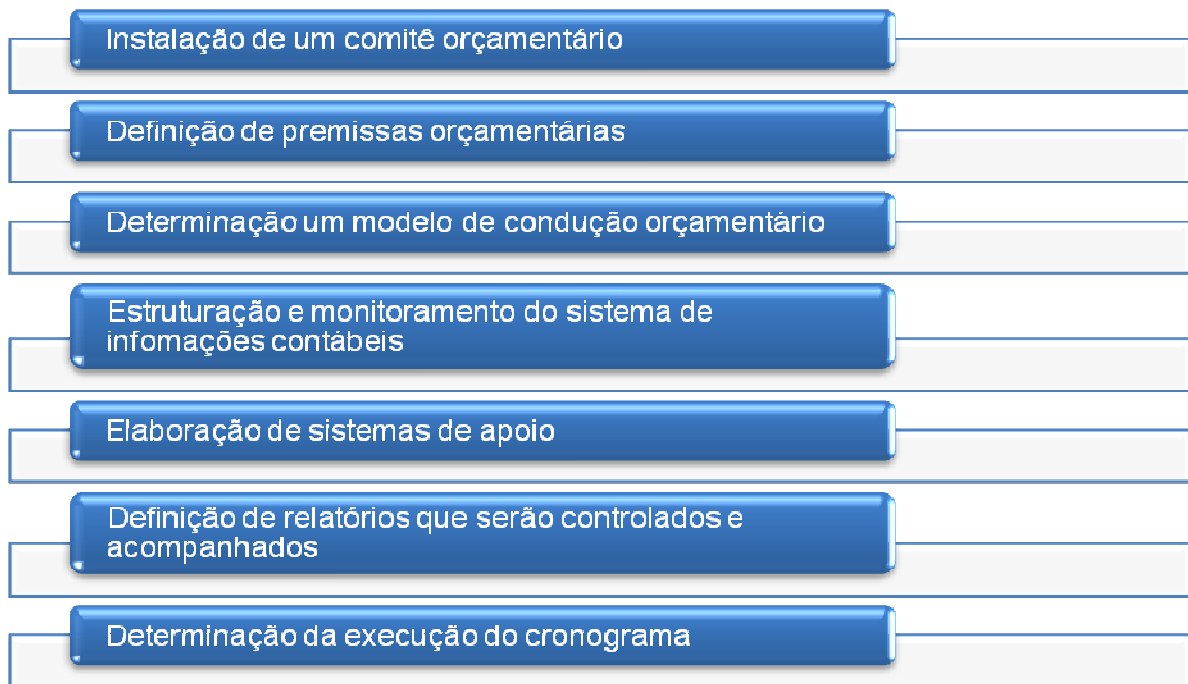 Instalação de um comitê orçamentário
Definição de premissas orçamentárias
Determinação um modelo de condução orçamentário
Estruturação e monitoramento do sistema de
infomações contábeis
Elaboração de sistemas de apoio
Definição de relatórios que serão controlados e
acompanhados
Determinação da execução do cronograma